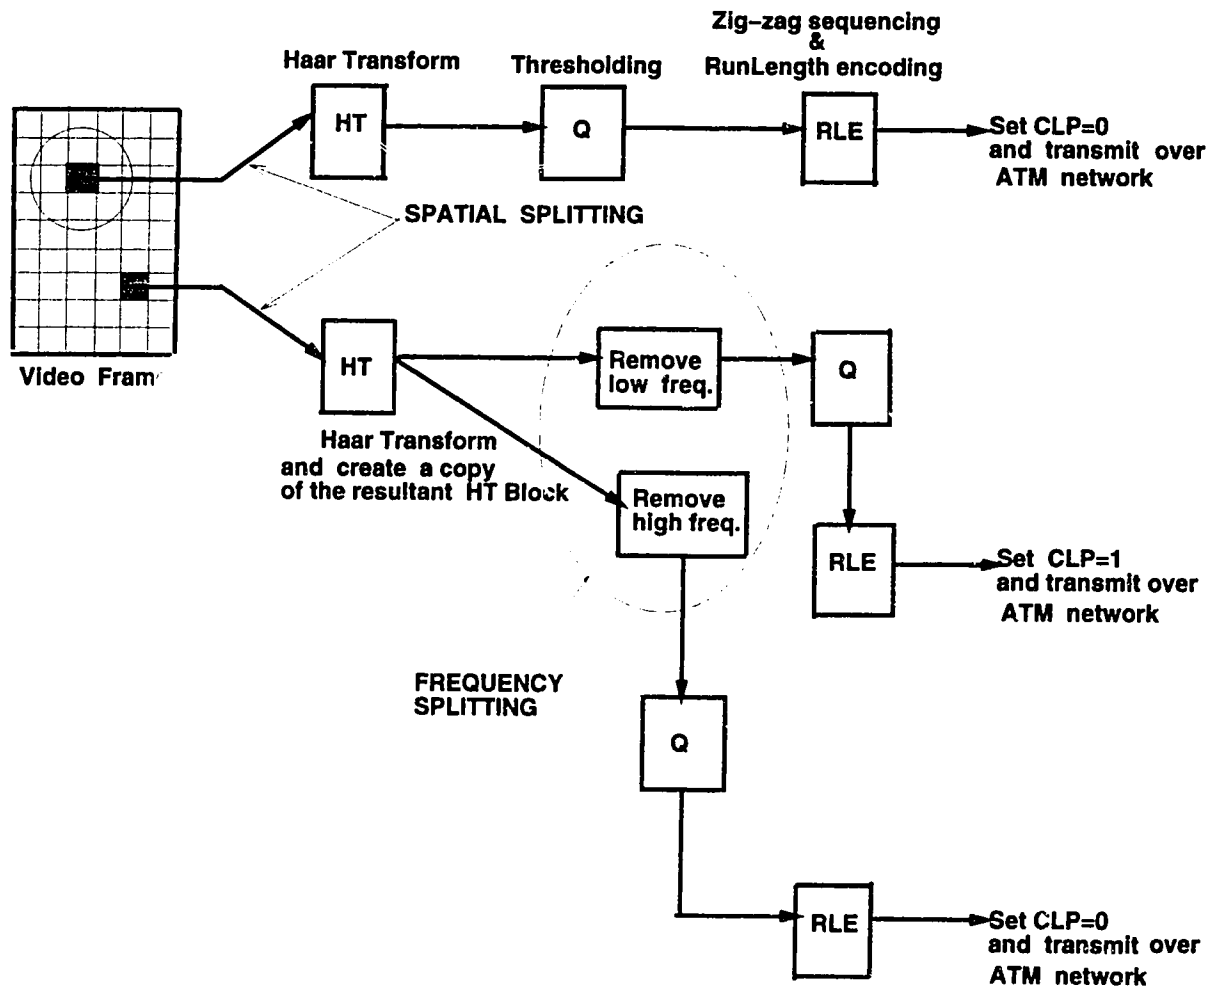 Zig-zag sequencing
&
RunLength encoding
Haar Transform
Thresholding
HT
Q
RLE
Set CLP=0
and transmit over
ATM network
SPATIAL SPLITTING
Video Fram
HT
Remove
low freq.
Q
Haar Transform
and create a copy
of the resultant HT Block
Remove
high freq.
RLE
Set CLP=1
and transmit over
ATM network
FREQUENCY
SPLITTING
Q
RLE
Set CLP=0
and transmit over
ATM network